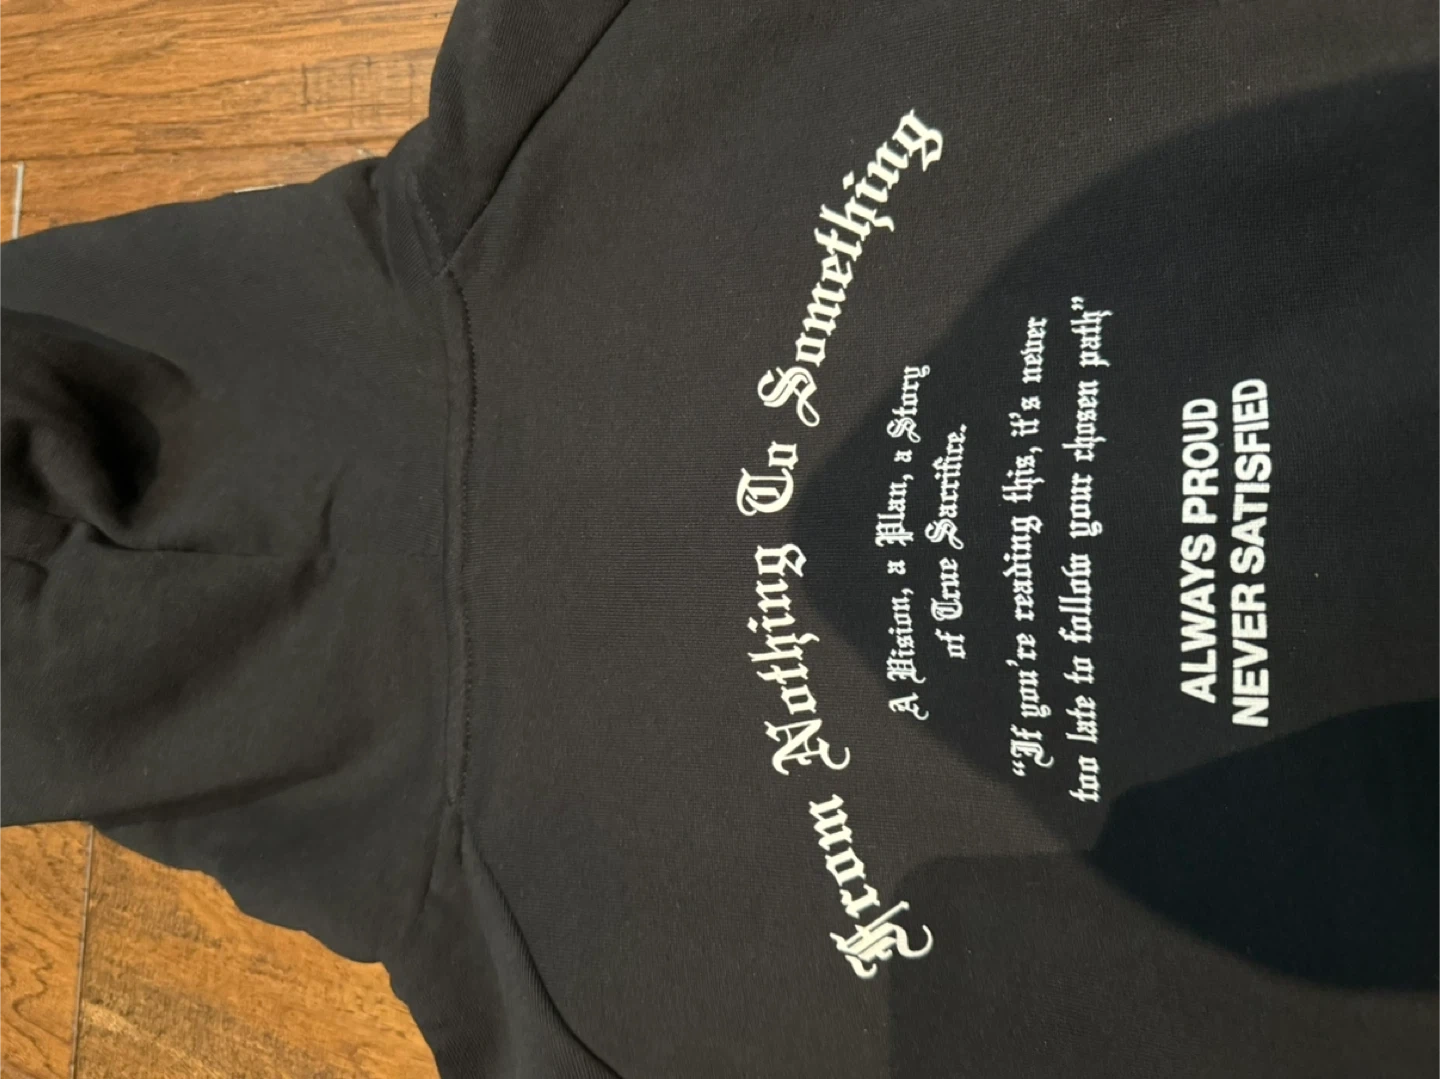 From Nothing To Something
A Vision, a Plan, a Story
of True Sacrifice.
“If you're reading this, it's never
too late to follow your chosen path”
ALWAYS PROUD
NEVER SATISFIED